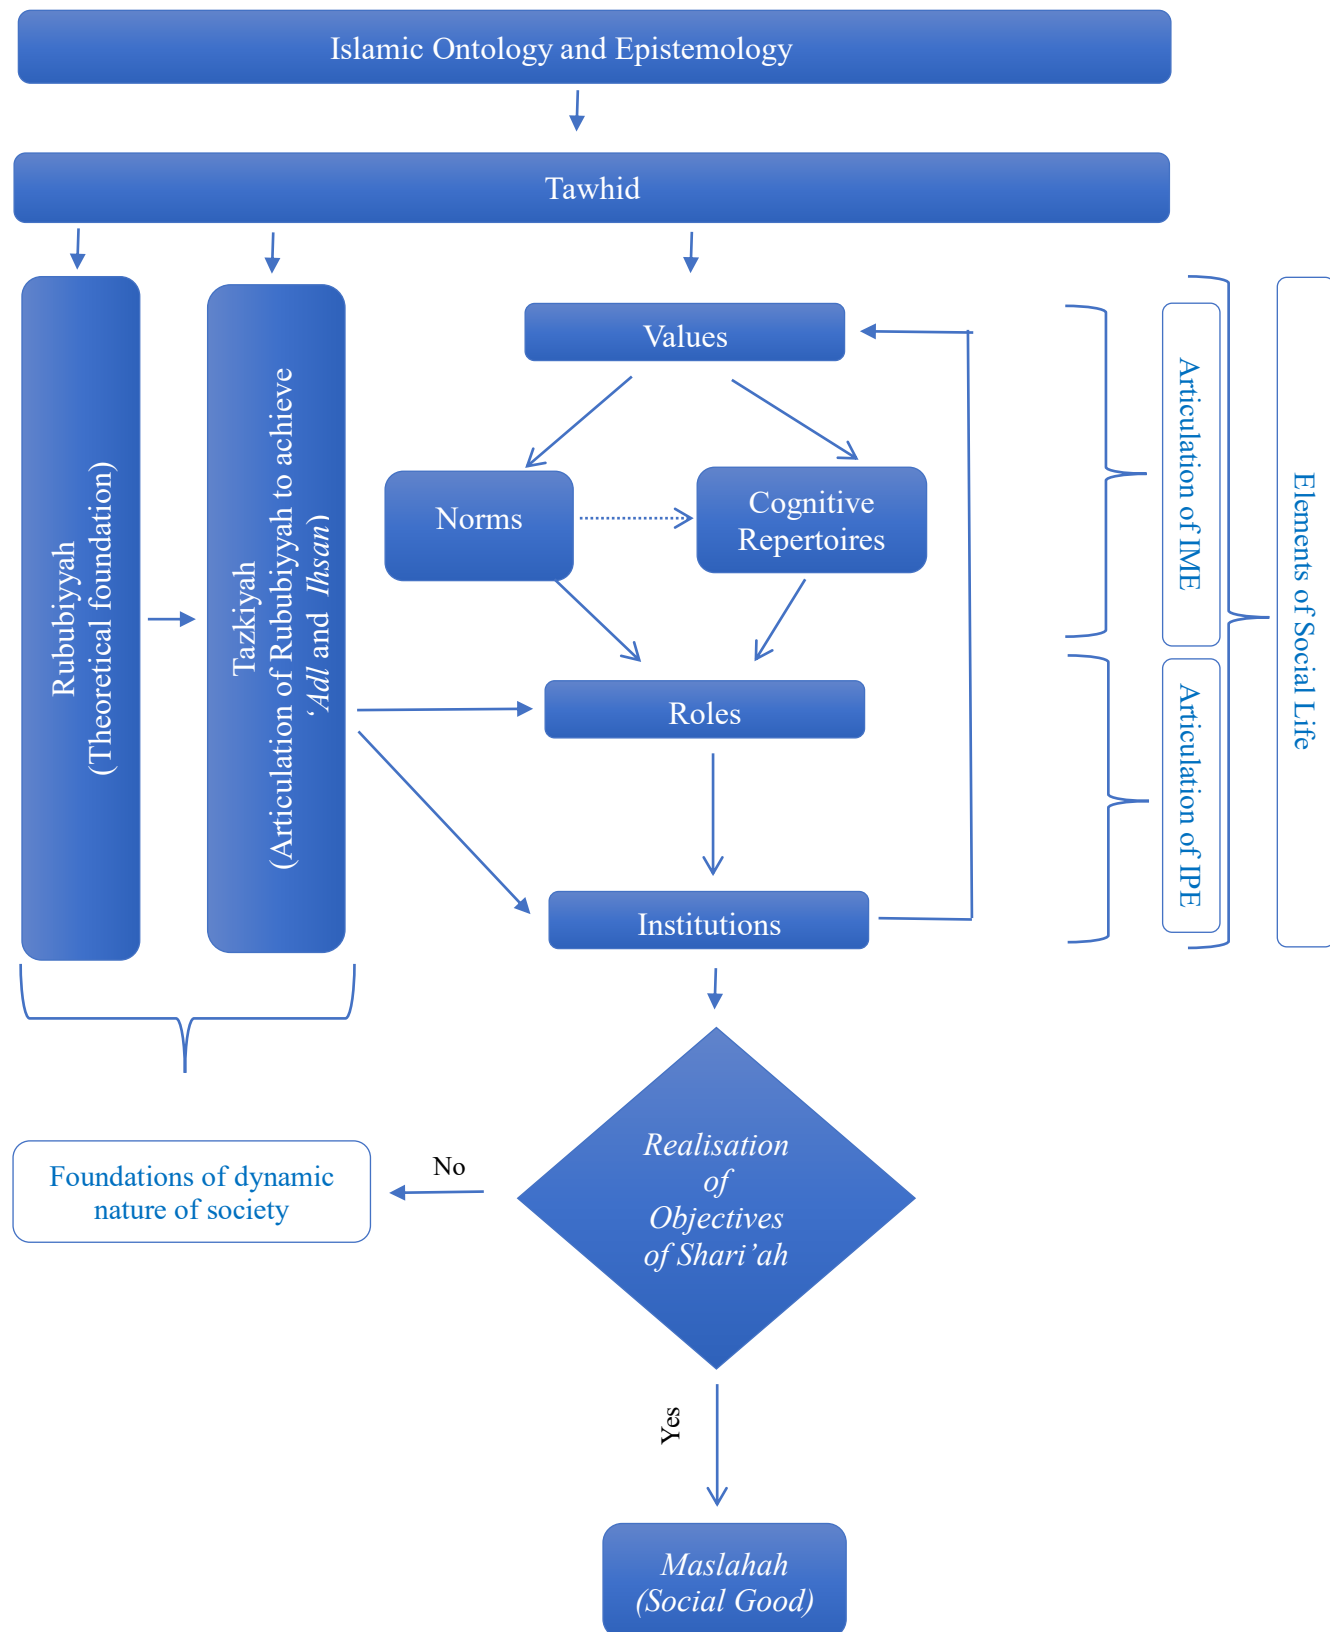 Islamic Ontology and Epistemology
Tawhid
Rububiyyah
(Theoretical foundation)
Tazkiyah
(Articulation of Rububiyyah to achieve
‘Adl and Ihsan)
Values
Norms
Cognitive
Repertoires
Roles
Institutions
Articulation of IME
Articulation of IPE
Elements of Social Life
Foundations of dynamic
nature of society
No
Realisation
of
Objectives
of Shari’ah
Yes
Maslahah
(Social Good)